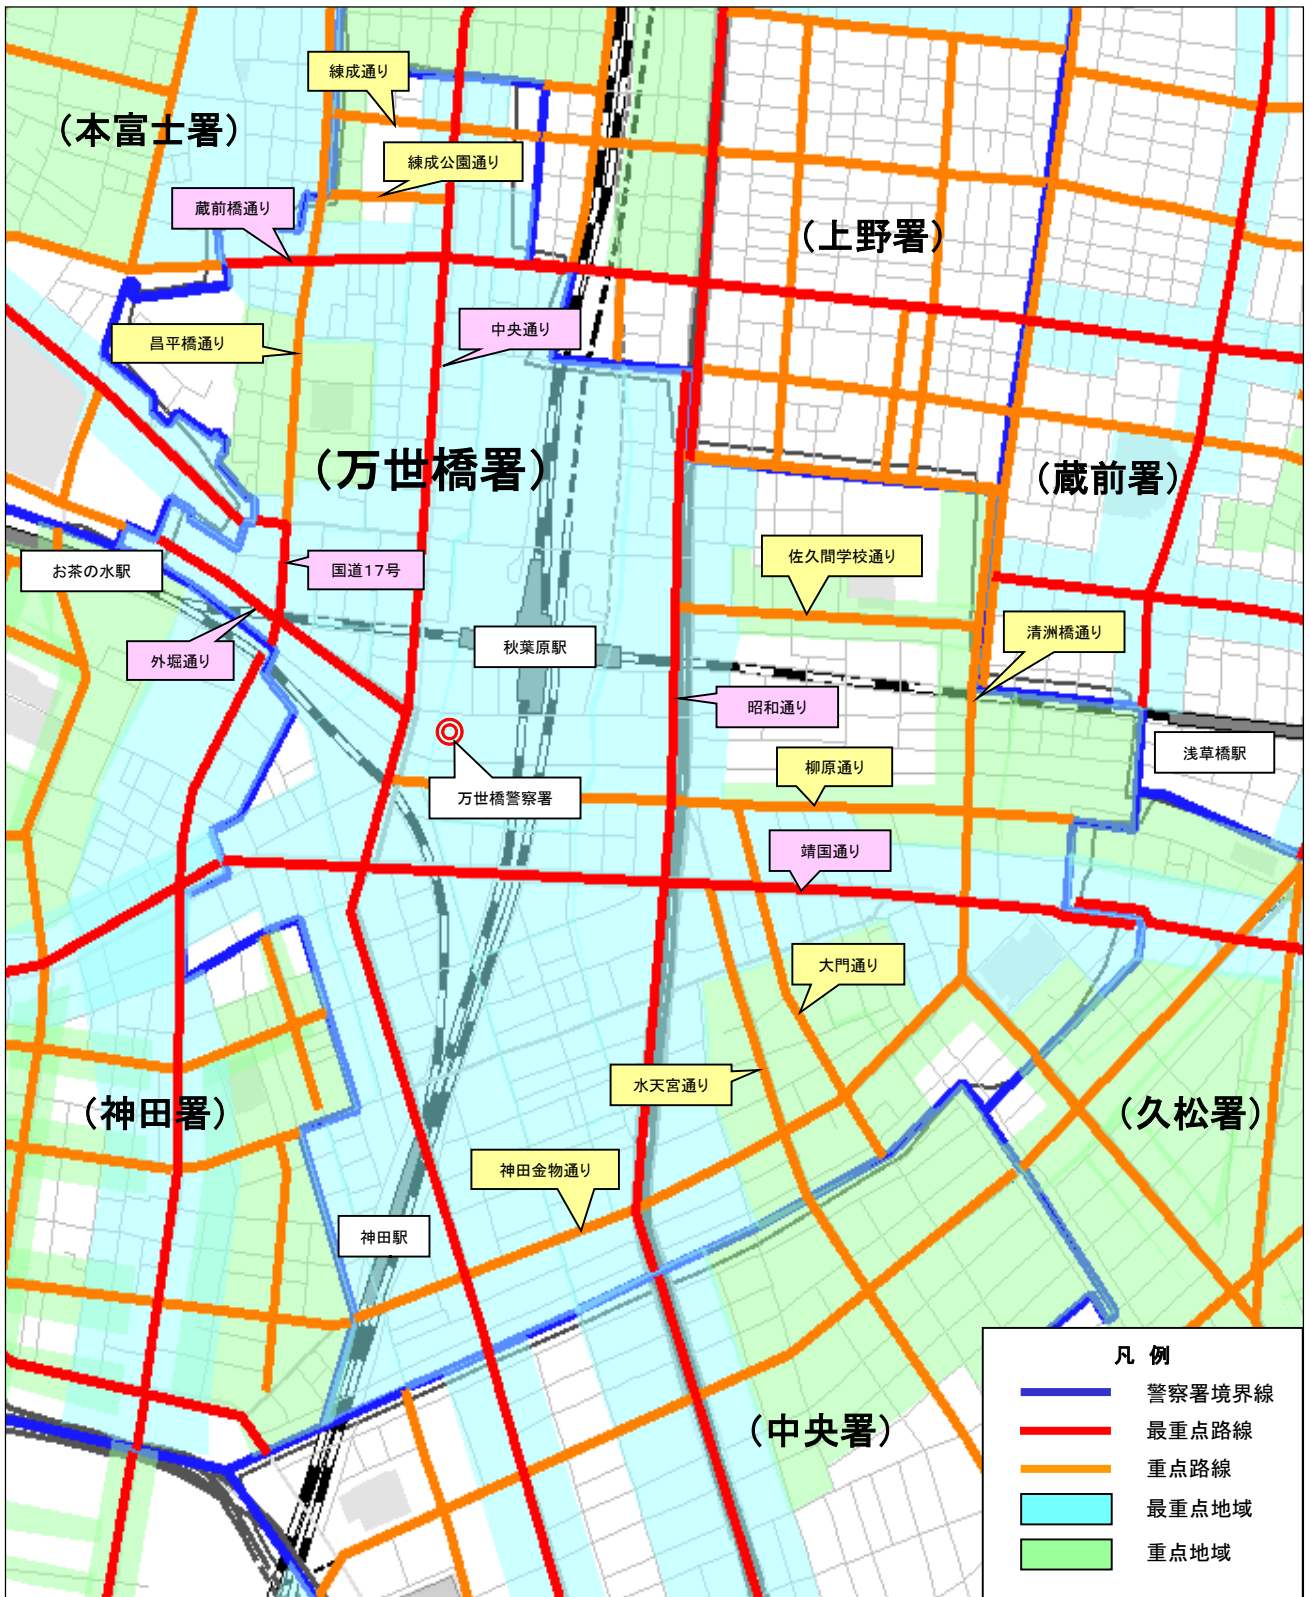 練成通り
(本富士署)
練成公園通り
蔵前橋通り
(上野署)
中央通り
昌平橋通り
(万世橋署)
(蔵前署)
佐久間学校通り
お茶の水駅
国道17号
清洲橋通り
秋葉原駅
外堀通り
昭和通り
浅草橋駅
柳原通り
万世橋警察署
靖国通り
大門通り
水天宮通り
(神田署)
(久松署)
神田金物通り
神田駅
(中央署)
凡 例
警察署境界線
最重点路線
重点路線
最重点地域
重点地域